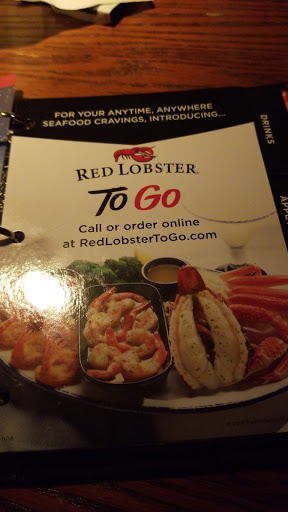 FOR YOUR ANYTIME, ANYWHERE
SEAFOOD CRAVINGS, INTRODUCING...
DRINKS
RED LOBSTER
TO GO
Call or order online
at RedLobsterToGo.com